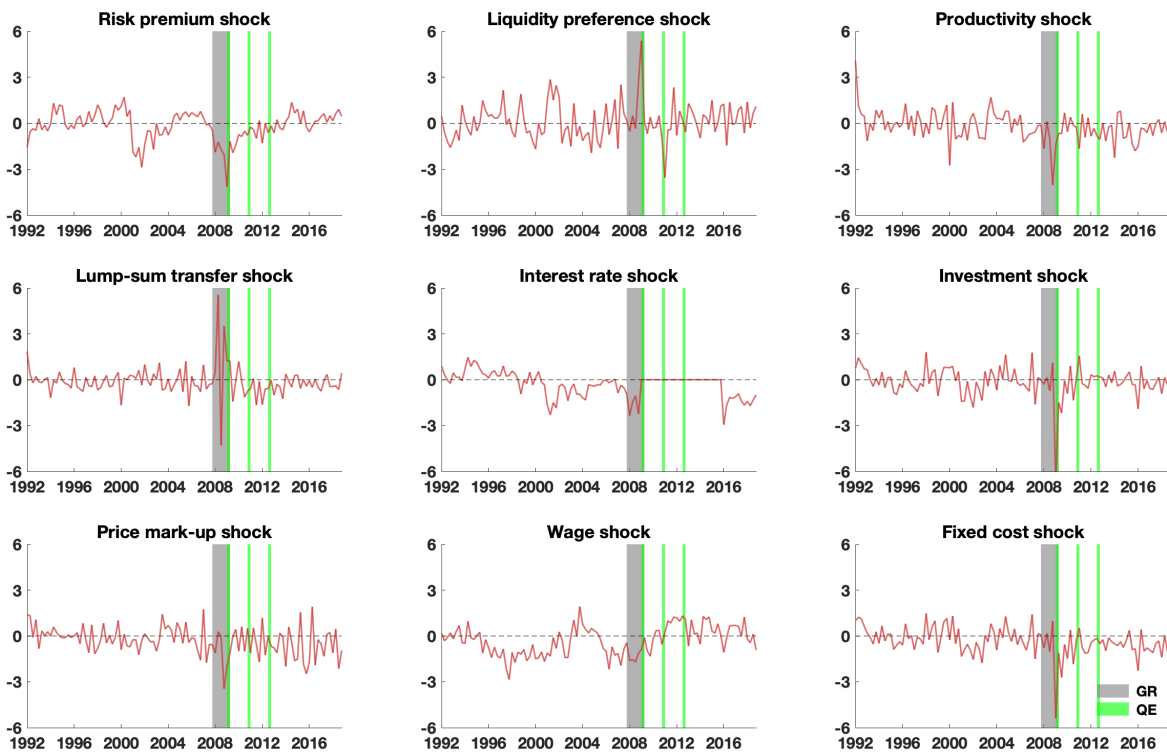 Risk premium shock
6
3
0
-3
-6
1992 1996 2000 2004 2008 2012 2016
Liquidity preference shock
6
3
0
-3
-6
1992 1996 2000 2004 2008 2012 2016
Productivity shock
6
3
0
-3
-6
1992 1996 2000 2004 2008 2012 2016
Lump-sum transfer shock
6
3
0
-3
-6
1992 1996 2000 2004 2008 2012 2016
Interest rate shock
6
3
0
-3
-6
1992 1996 2000 2004 2008 2012 2016
Investment shock
6
3
0
-3
-6
1992 1996 2000 2004 2008 2012 2016
Price mark-up shock
6
3
0
-3
-6
1992 1996 2000 2004 2008 2012 2016
Wage shock
6
3
0
-3
-6
1992 1996 2000 2004 2008 2012 2016
Fixed cost shock
6
3
0
-3
-6
1992 1996 2000 2004 2008 2012 2016
GR
QE